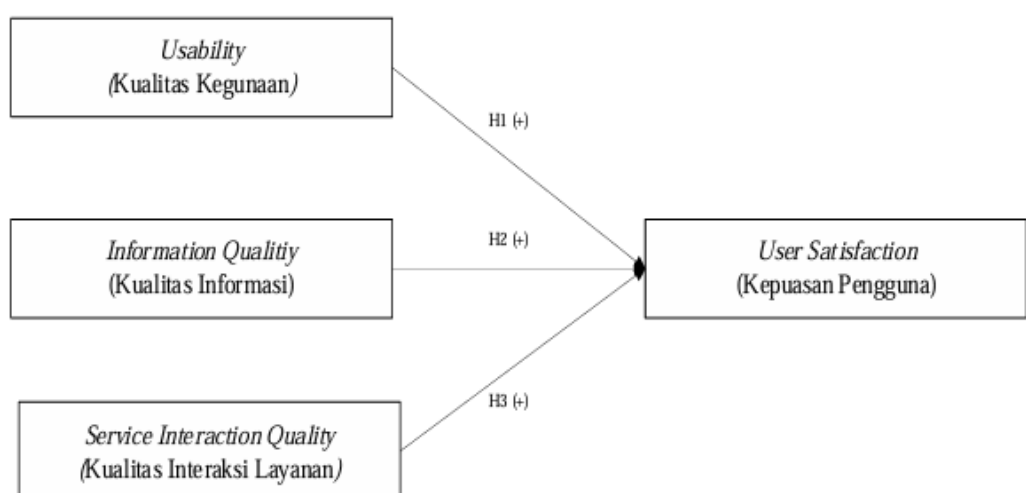 Usability
(Kualitas Kegunaan)
H1 (+)
Information Qualitiy
(Kualitas Informasi)
H2 (+)
User Satisfaction
(Kepuasan Pengguna)
H3 (+)
Service Interaction Quality
(Kualitas Interaksi Layanan)